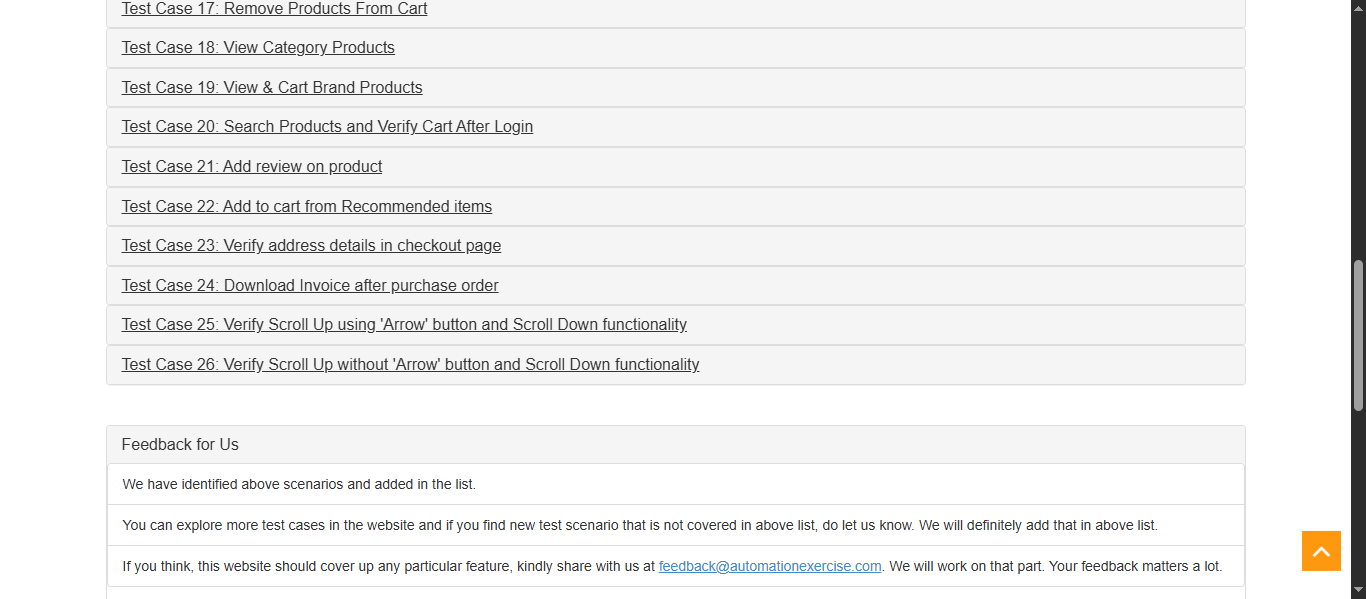 Test Case 17: Remove Products From Cart
Test Case 18: View Category Products
Test Case 19: View & Cart Brand Products
Test Case 20: Search Products and Verify Cart After Login
Test Case 21: Add review on product
Test Case 22: Add to cart from Recommended items
Test Case 23: Verify address details in checkout page
Test Case 24: Download Invoice after purchase order
Test Case 25: Verify Scroll Up using 'Arrow' button and Scroll Down functionality
Test Case 26: Verify Scroll Up without 'Arrow' button and Scroll Down functionality
Feedback for Us
We have identified above scenarios and added in the list.
You can explore more test cases in the website and if you find new test scenario that is not covered in above list, do let us know. We will definitely add that in above list.
If you think, this website should cover up any particular feature, kindly share with us at feedback@automationexercise.com. We will work on that part. Your feedback matters a lot.